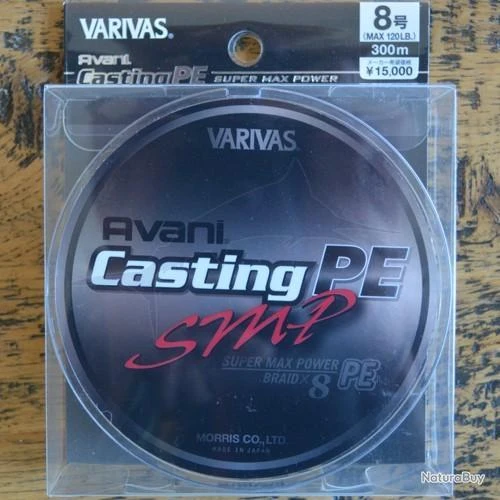 VARIVAS
8号
(MAX 120LB.)
300m
メーカー希望価格
¥15,000
Avani
Casting PE SUPER MAX POWER
VARIVAS
Avani
Casting PE
SMP
SUPER MAX POWER
BRAID×8 PE
MORRIS CO., LTD.
MADE IN JAPAN
NaturaBuy